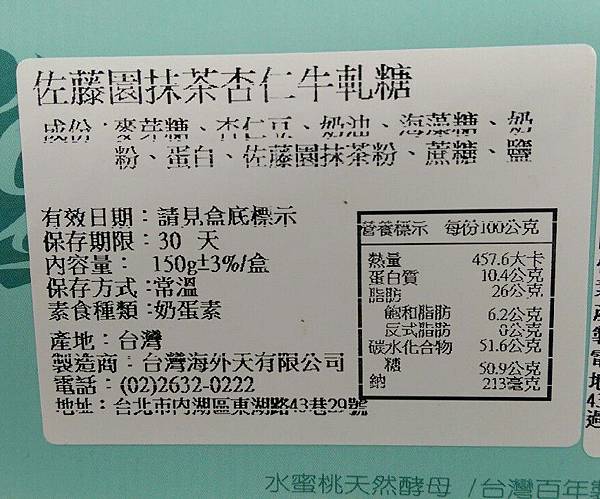 佐藤園抹茶杏仁牛軋糖
成份：麥芽糖、杏仁豆、奶油、海藻糖、奶
粉、蛋白、佐藤園抹茶粉、蔗糖、鹽
有效日期：請見盒底標示
保存期限：30 天
內容量： 150g±3%/盒
保存方式：常溫
素食種類：奶蛋素
產地：台灣
製造商：台灣海外天有限公司
電話：(02)2632-0222
地址：台北市內湖區東湖路43巷29號
營養標示 每份100公克
熱量 457.6大卡
蛋白質 10.4公克
脂肪 26公克
飽和脂肪 6.2公克
反式脂肪 0公克
碳水化合物 51.6公克
糖 50.9公克
鈉 213毫克
水蜜桃天然酵母 /台灣百年